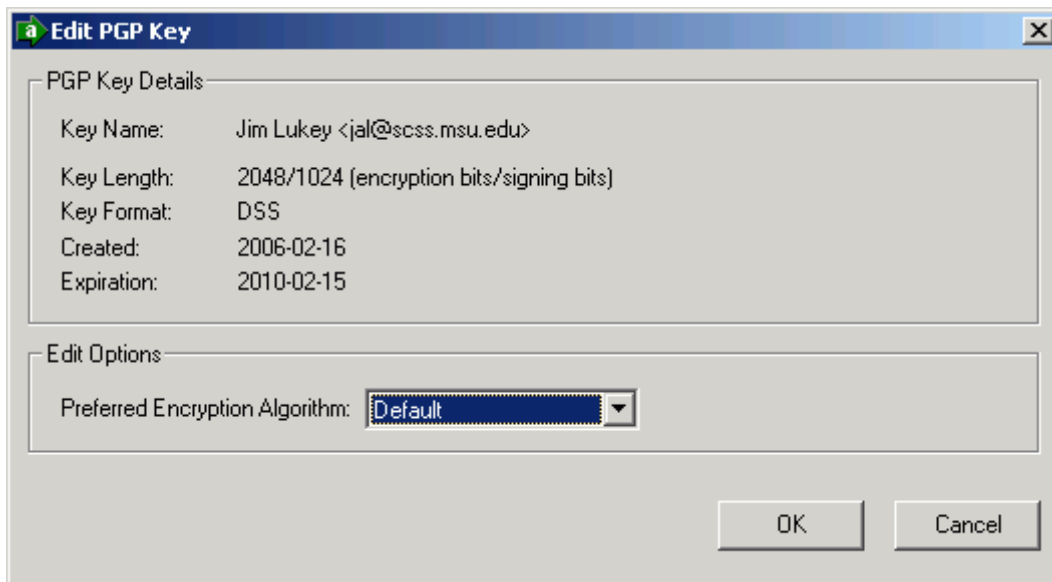 Edit PGP Key
PGP Key Details
Key Name: Jim Lukey <jal@scss.msu.edu>
Key Length: 2048/1024 (encryption bits/signing bits)
Key Format: DSS
Created: 2006-02-16
Expiration: 2010-02-15
Edit Options
Preferred Encryption Algorithm: Default
OK Cancel